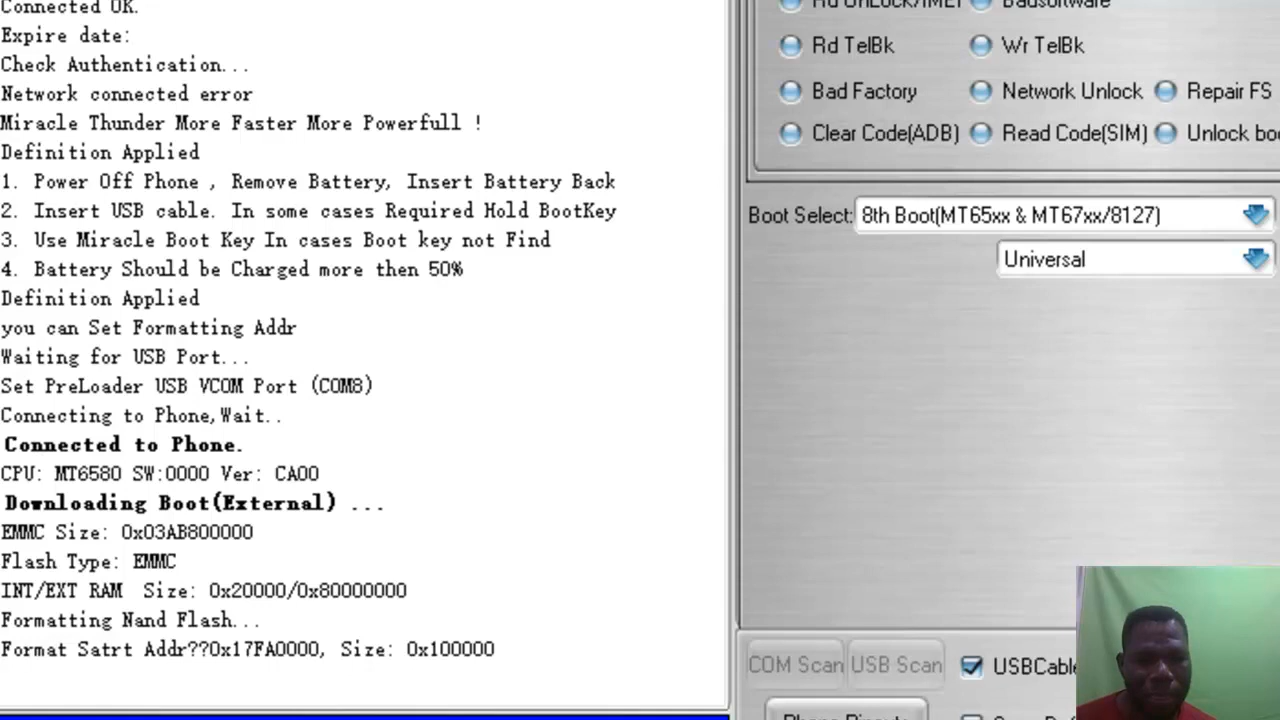 Connected OK.
Expire date:
Check Authentication...
Network connected error
Miracle Thunder More Faster More Powerfull !
Definition Applied
1. Power Off Phone , Remove Battery, Insert Battery Back
2. Insert USB cable. In some cases Required Hold BootKey
3. Use Miracle Boot Key In cases Boot key not Find
4. Battery Should be Charged more then 50%
Definition Applied
you can Set Formatting Addr
Waiting for USB Port...
Set PreLoader USB VCOM Port (COM8)
Connecting to Phone,Wait..
Connected to Phone.
CPU: MT6580 SW:0000 Ver: CA00
Downloading Boot(External) ...
EMMC Size: 0x03AB800000
Flash Type: EMMC
INT/EXT RAM Size: 0x20000/0x80000000
Formatting Nand Flash...
Format Satrt Addr??0x17FA0000, Size: 0x100000
Rd UnLock/IMEI Badsoftware
Rd TelBk Wr TelBk
Bad Factory Network Unlock Repair FS
Clear Code(ADB) Read Code(SIM) Unlock boo
Boot Select: 8th Boot(MT65xx & MT67xx/8127)
Universal
COM Scan USB Scan USBCable